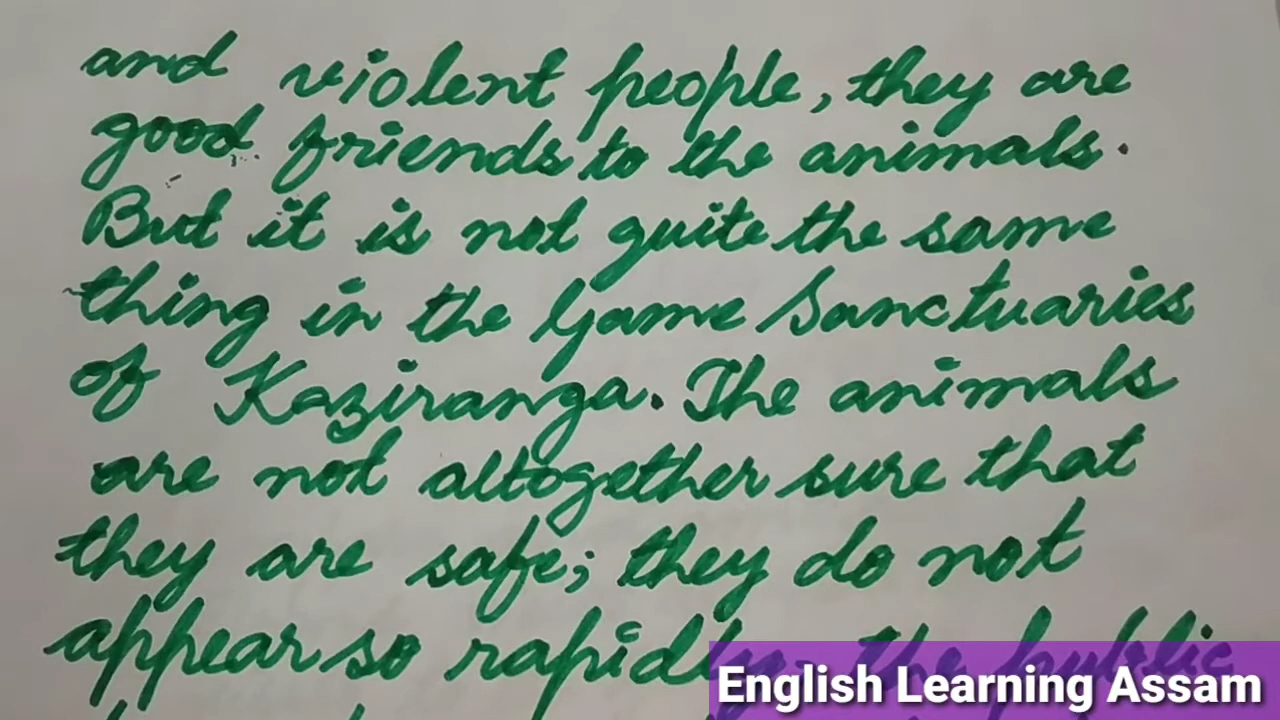 and violent people, they are
good friends to the animals.
But it is not quite the same
thing in the Game Sanctuaries
of Kaziranga. The animals
are not altogether sure that
they are safe; they do not
appear so rapidly. the public
English Learning Assam